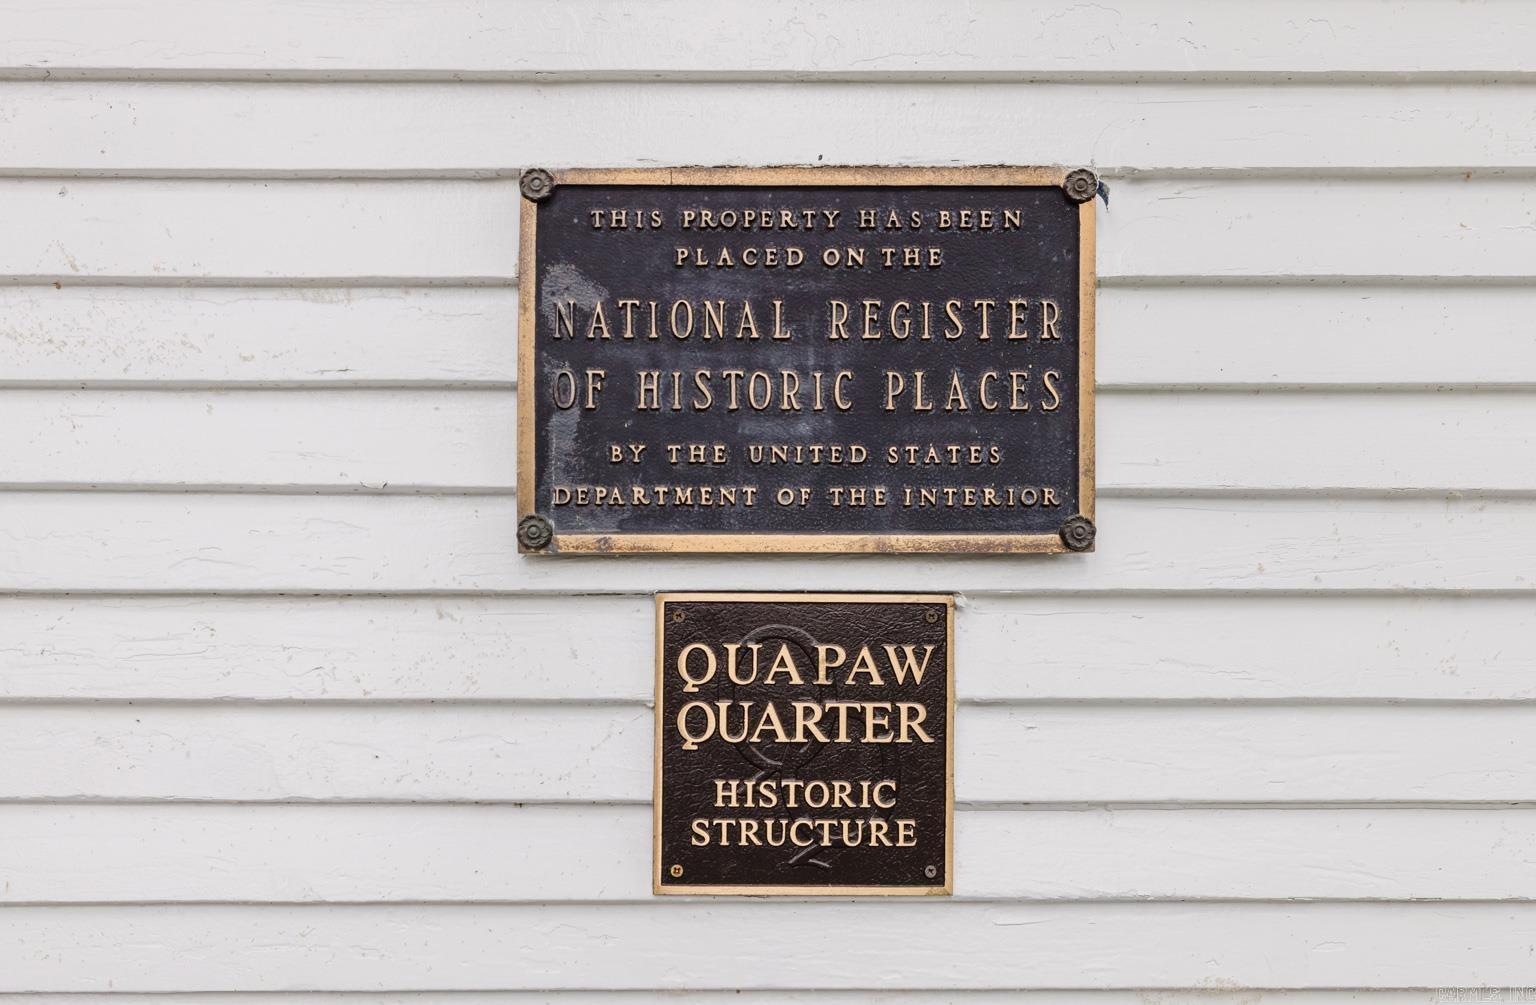 THIS PROPERTY HAS BEEN
PLACED ON THE
NATIONAL REGISTER
OF HISTORIC PLACES
BY THE UNITED STATES
DEPARTMENT OF THE INTERIOR
QUAPAW
QUARTER
HISTORIC
STRUCTURE